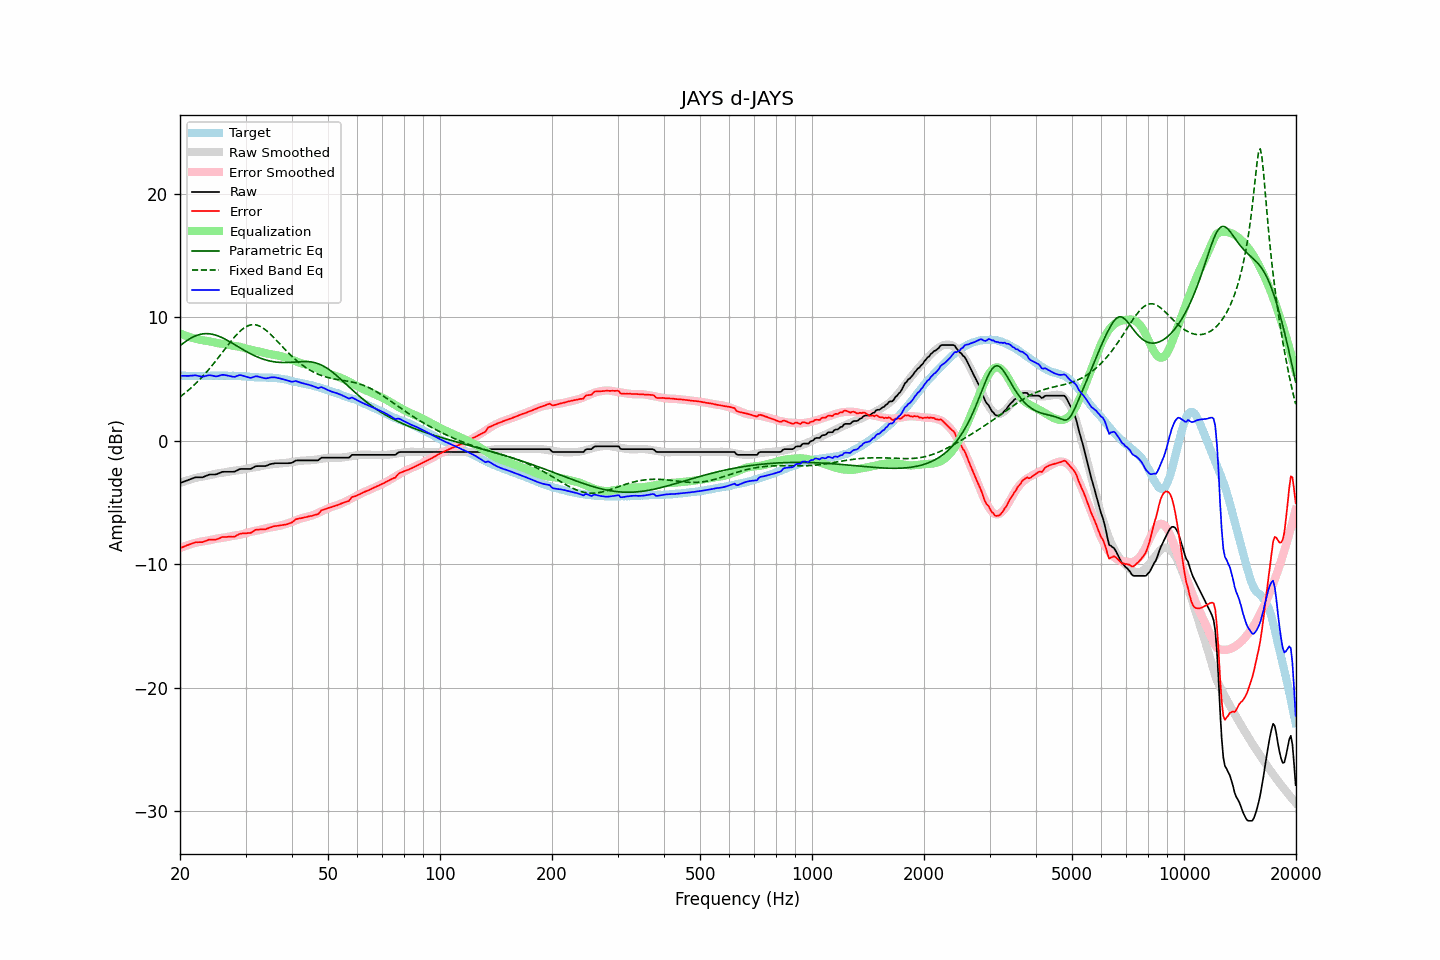 JAYS d-JAYS
Target
Raw Smoothed
Error Smoothed
Raw
Error
Equalization
Parametric Eq
Fixed Band Eq
Equalized
Amplitude (dBr)
20
10
0
−10
−20
−30
20 50 100 200 500 1000 2000 5000 10000 20000
Frequency (Hz)